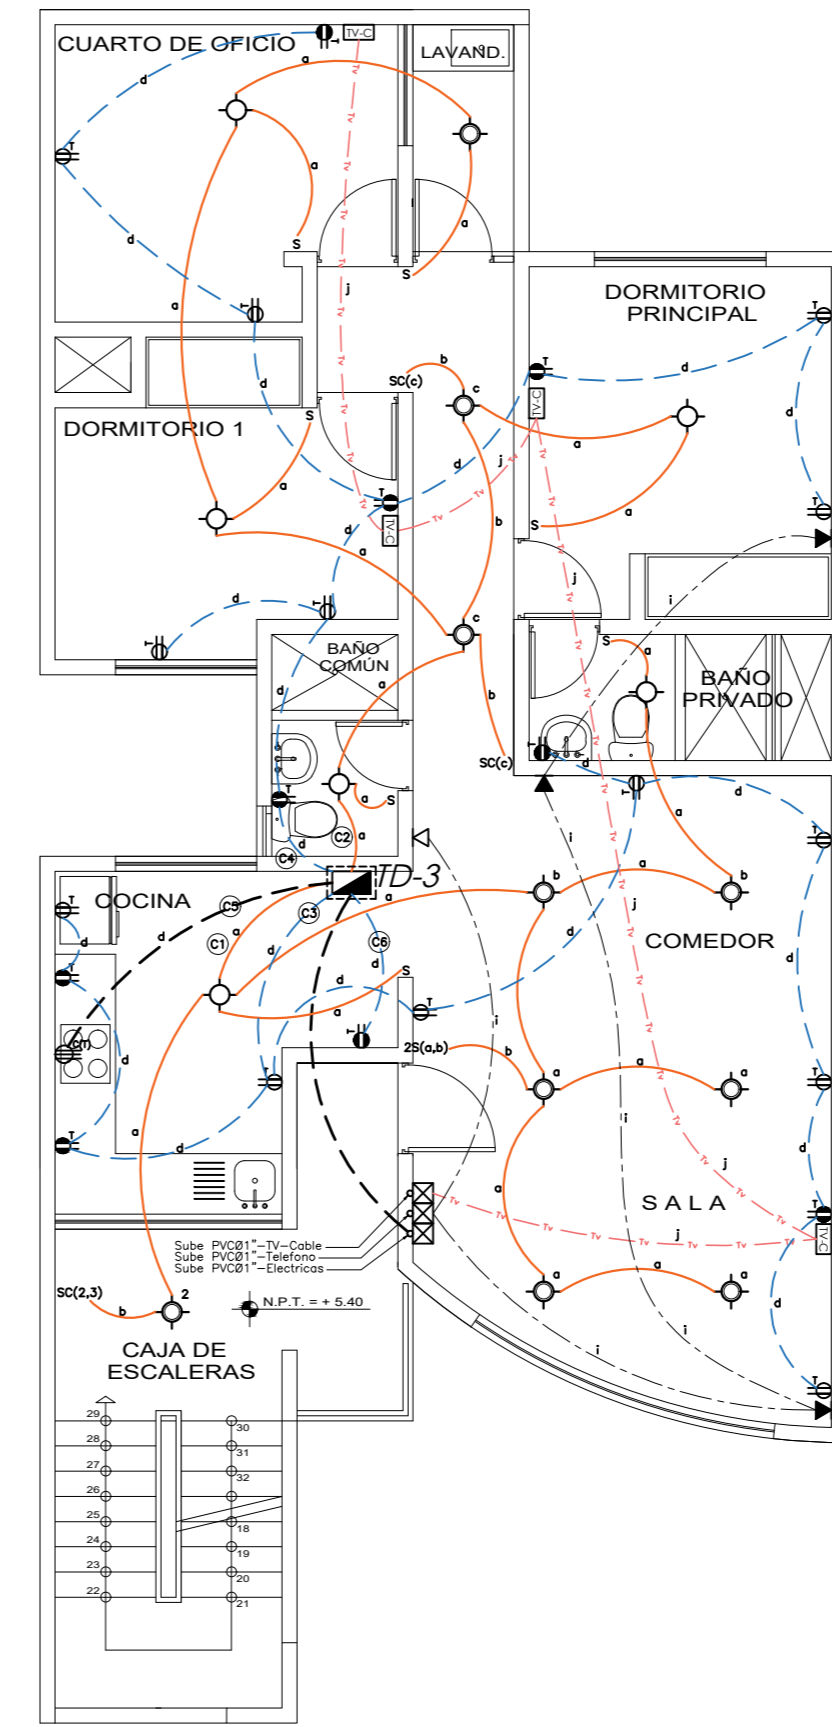 CUARTO DE OFICIO
TV-C
LAVAND.
DORMITORIO
PRINCIPAL
SC(c)
TV-C
DORMITORIO 1
TV-C
BAÑO
COMÚN
BAÑO
PRIVADO
SC(c)
C2
C4
TD-3
COCINA
C5
C3
C1
C6
COMEDOR
C(T)
2S(a,b)
SALA
TV-C
Sube PVCØ1"-TV-Cable
Sube PVCØ1"-Telefono
Sube PVCØ1"-Electricas
SC(2,3)
b
2
N.P.T. = + 5.40
CAJA DE
ESCALERAS
29
30
28
31
27
32
26
25
18
24
19
23
20
22
21